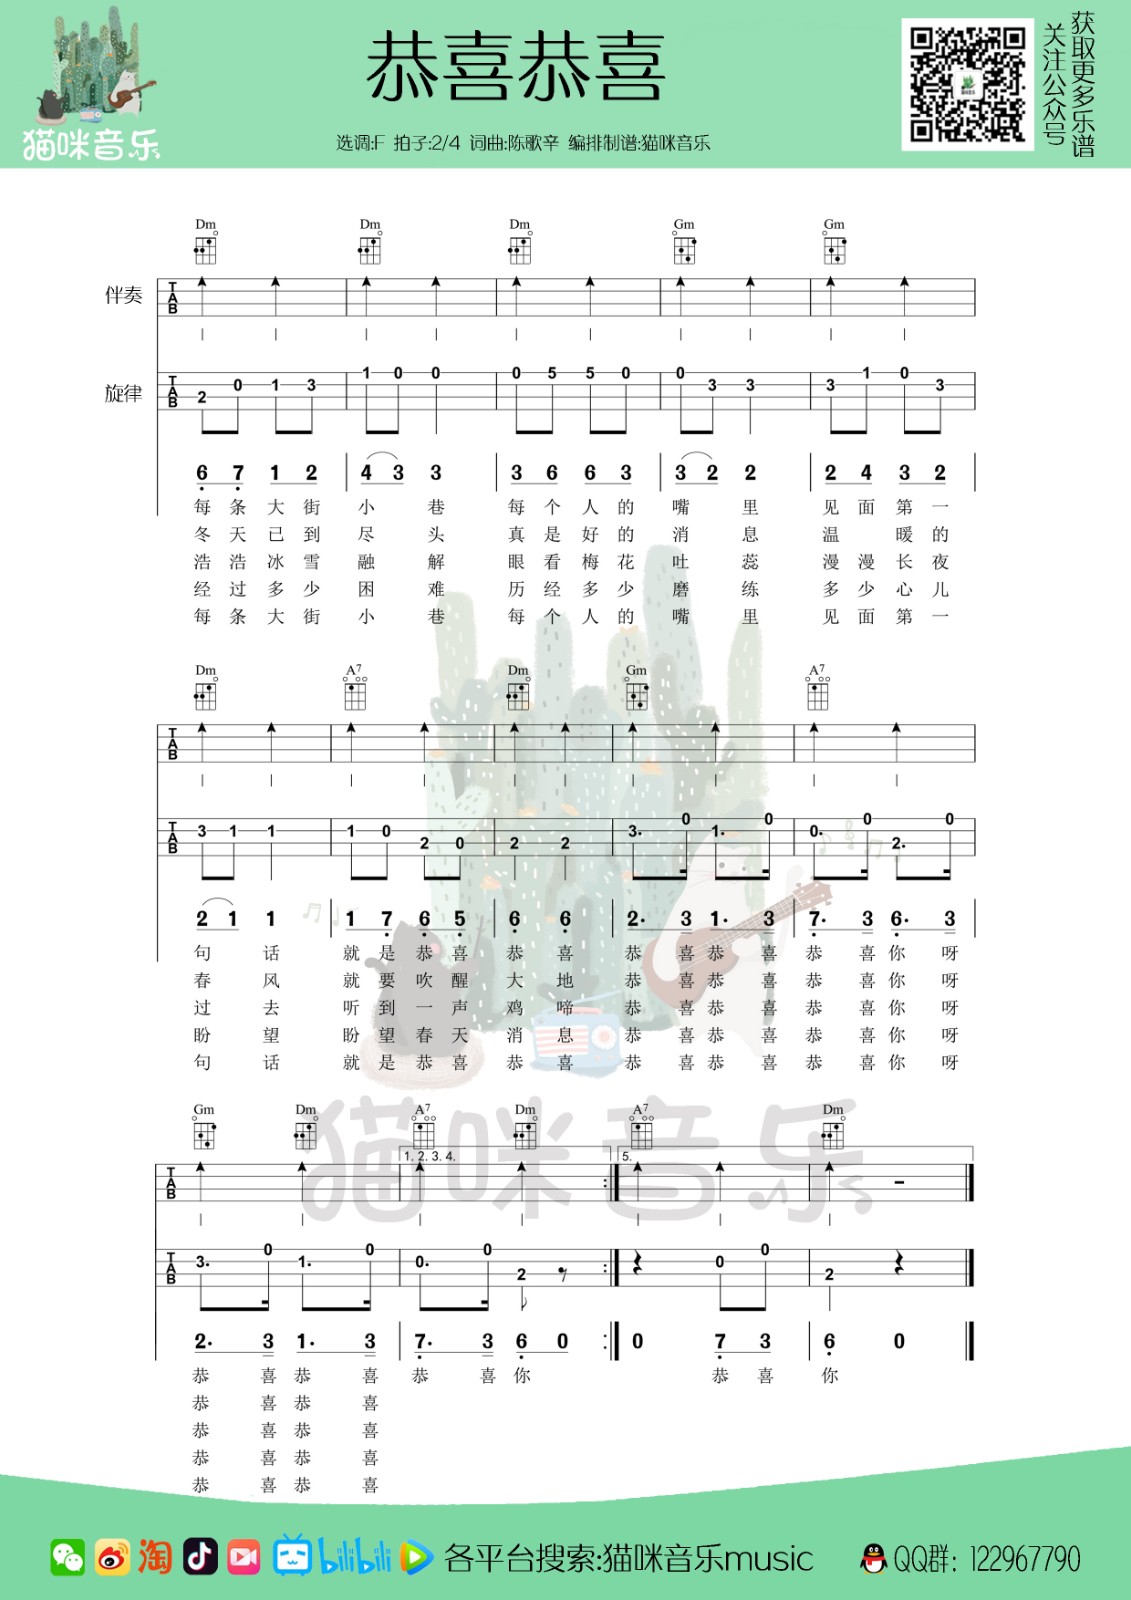 猫咪音乐
恭喜恭喜
选调:F 拍子:2/4 词曲:陈歌辛 编排制谱:猫咪音乐
获取更多乐谱
关注公众号
Dm Dm Dm Gm Gm
伴奏 TAB
旋律 TAB 2 0 1 3 1 0 0 0 5 5 0 0 3 3 3 1 0 3
6 7 1 2 4 3 3 3 6 6 3 3 2 2 2 4 3 2
每条大街小巷 每个人的嘴里 见面第一
冬天已到尽头 真是好的消息 温暖的
浩浩冰雪融解 眼看梅花吐蕊 漫漫长夜
经过多少困难 历经多少磨练 多少心儿
每条大街小巷 每个人的嘴里 见面第一
Dm A7 Dm Gm A7
TAB
TAB 3 1 1 1 0 2 0 2 2 3. 0 1. 0 0. 0 2. 0
2 1 1 1 7 6 5 6 6 2. 3 1. 3 7. 3 6. 3
句话 就是恭喜恭喜 恭喜恭喜恭喜你呀
春风 就要吹醒大地 恭喜恭喜恭喜你呀
过去 听到一声鸡啼 恭喜恭喜恭喜你呀
盼望 盼望春天消息 恭喜恭喜恭喜你呀
句话 就是恭喜恭喜 恭喜恭喜恭喜你呀
猫咪音乐
Gm Dm A7 Dm A7 Dm
1. 2. 3. 4. 5.
TAB
TAB 3. 0 1. 0 0. 0 2 0 0 2
2. 3 1. 3 7. 3 6 0 0 7 3 6 0
恭喜恭喜恭喜你 恭喜你
恭喜恭喜
恭喜恭喜
恭喜恭喜
恭喜恭喜
淘 bilibili 各平台搜索:猫咪音乐music QQ群: 122967790